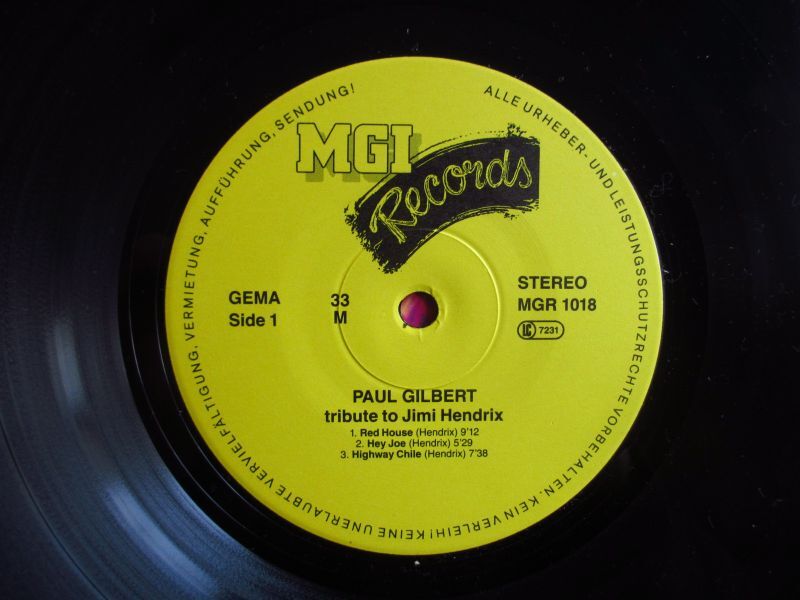 ALLE URHEBER- UND LEISTUNGSSCHUTZRECHTE VORBEHALTEN. KEIN VERLEIH! KEINE UNERLAUBTE VERVIELFÄLTIGUNG, VERMIETUNG, AUFFÜHRUNG, SENDUNG!
MGI
Records
GEMA
Side 1
33
M
STEREO
MGR 1018
LC 7231
PAUL GILBERT
tribute to Jimi Hendrix
1. Red House (Hendrix) 9'12
2. Hey Joe (Hendrix) 5'29
3. Highway Chile (Hendrix) 7'38